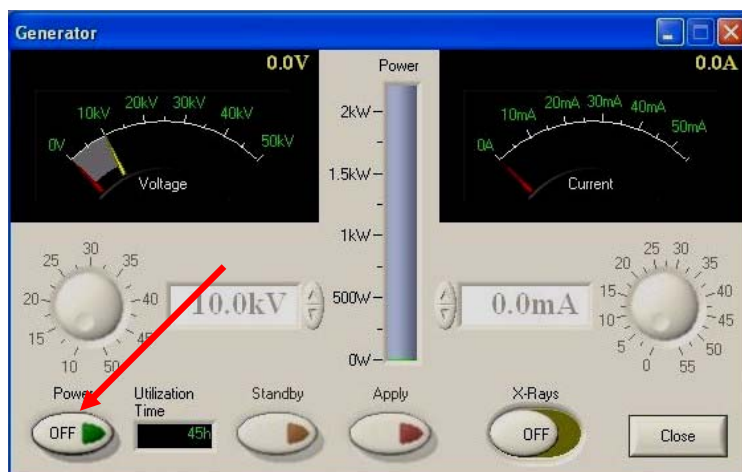 Generator
0.0V
Power
0.0A
0V 10kV 20kV 30kV 40kV 50kV
Voltage
2kW
1.5kW
1kW
500W
0W
0A 10mA 20mA 30mA 40mA 50mA
Current
10 15 20 25 30 35 40 45 50
10.0kV
0.0mA
0 5 10 15 20 25 30 35 40 45 50 55
Power
OFF
Utilization
Time
45h
Standby
Apply
X-Rays
OFF
Close